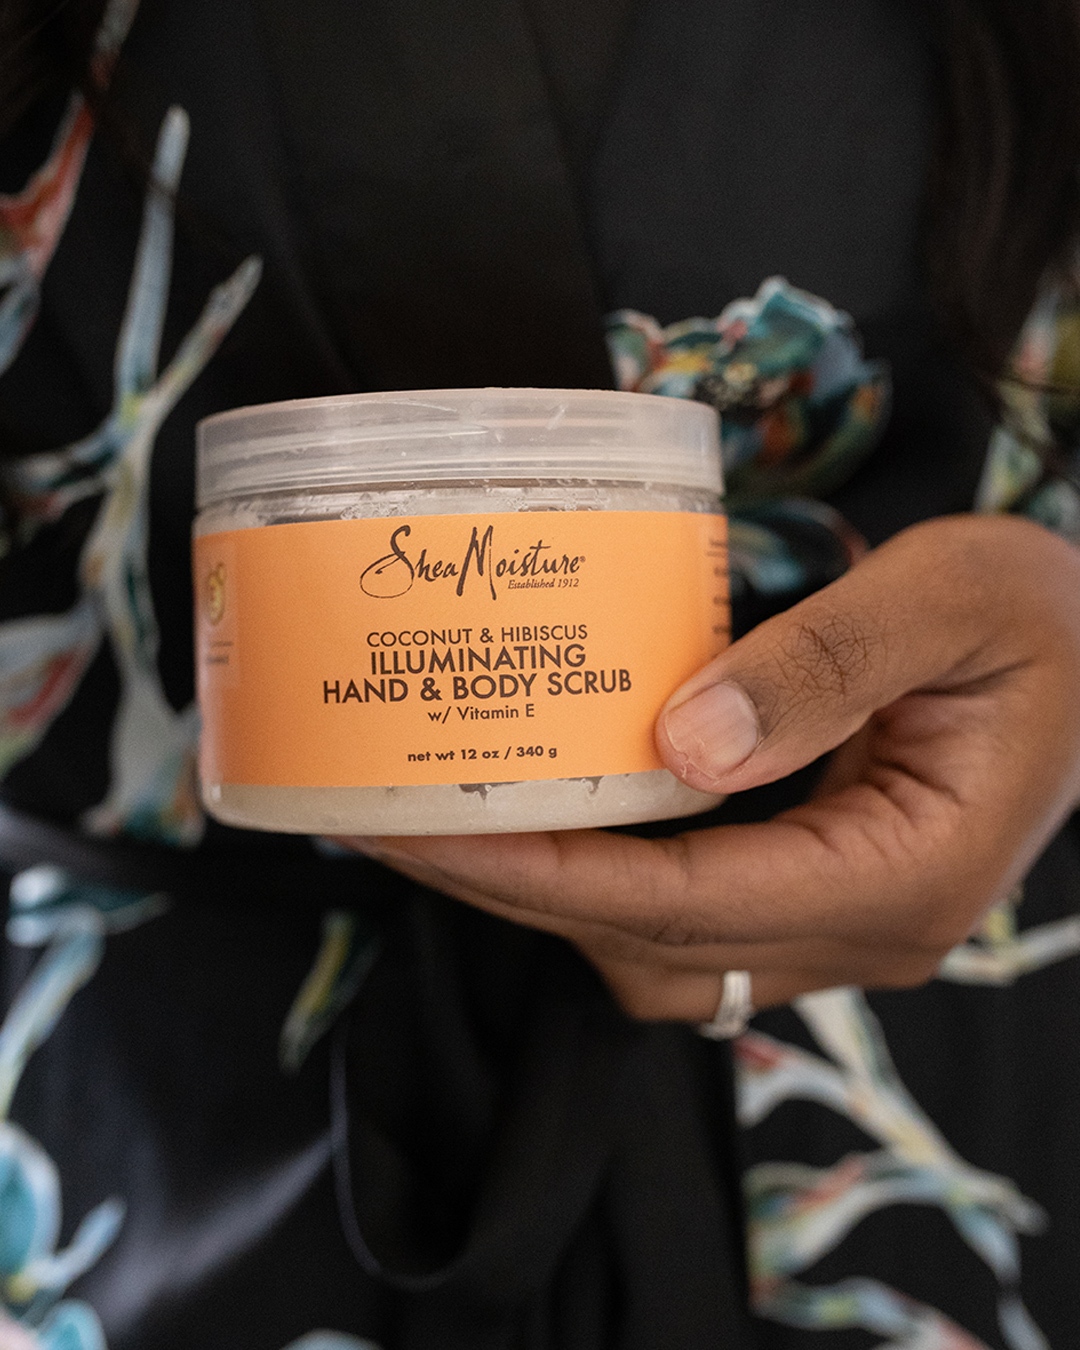 SheaMoisture®
Established 1912
COCONUT & HIBISCUS
ILLUMINATING
HAND & BODY SCRUB
w/ Vitamin E
net wt 12 oz / 340 g